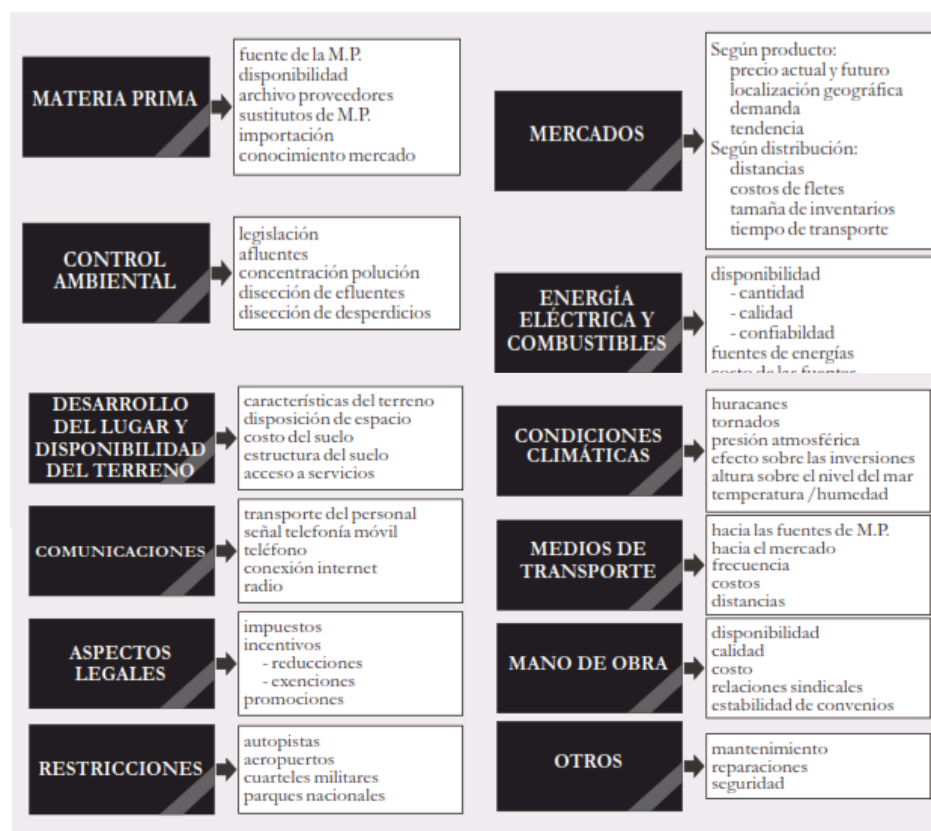 MATERIA PRIMA
fuente de la M.P.
disponibilidad
archivo proveedores
sustitutos de M.P.
importación
conocimiento mercado
MERCADOS
Según producto:
precio actual y futuro
localización geográfica
demanda
tendencia
Según distribución:
distancias
costos de fletes
tamaña de inventarios
tiempo de transporte
CONTROL
AMBIENTAL
legislación
afluentes
concentración polución
disección de efluentes
disección de desperdicios
ENERGÍA
ELÉCTRICA Y
COMBUSTIBLES
disponibilidad
- cantidad
- calidad
- confiabildad
fuentes de energías
costo de las fuentes
DESARROLLO
DEL LUGAR Y
DISPONIBILIDAD
DEL TERRENO
características del terreno
disposición de espacio
costo del suelo
estructura del suelo
acceso a servicios
CONDICIONES
CLIMÁTICAS
huracanes
tornados
presión atmosférica
efecto sobre las inversiones
altura sobre el nivel del mar
temperatura /humedad
COMUNICACIONES
transporte del personal
señal telefonía móvil
teléfono
conexión internet
radio
MEDIOS DE
TRANSPORTE
hacia las fuentes de M.P.
hacia el mercado
frecuencia
costos
distancias
ASPECTOS
LEGALES
impuestos
incentivos
- reducciones
- exenciones
promociones
MANO DE OBRA
disponibilidad
calidad
costo
relaciones sindicales
estabilidad de convenios
RESTRICCIONES
autopistas
aeropuertos
cuarteles militares
parques nacionales
OTROS
mantenimiento
reparaciones
seguridad